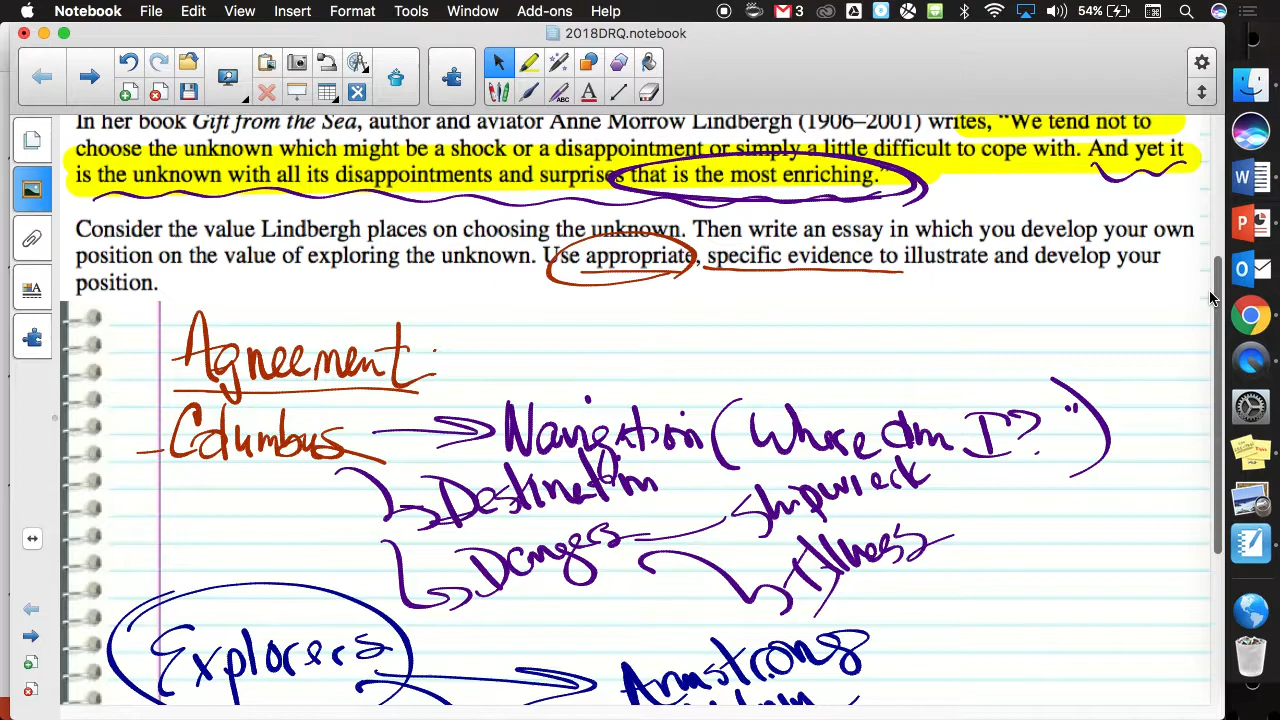 Notebook File Edit View Insert Format Tools Window Add-ons Help 3 54%
2018DRQ.notebook
In her book Gift from the Sea, author and aviator Anne Morrow Lindbergh (1906–2001) writes, “We tend not to
choose the unknown which might be a shock or a disappointment or simply a little difficult to cope with. And yet it
is the unknown with all its disappointments and surprises that is the most enriching.”
Consider the value Lindbergh places on choosing the unknown. Then write an essay in which you develop your own
position on the value of exploring the unknown. Use appropriate, specific evidence to illustrate and develop your
position.
Agreement
Columbus Navigation (Where Am I?")
Destination Shipwreck
Dangers Illness
Explorers Armstrong